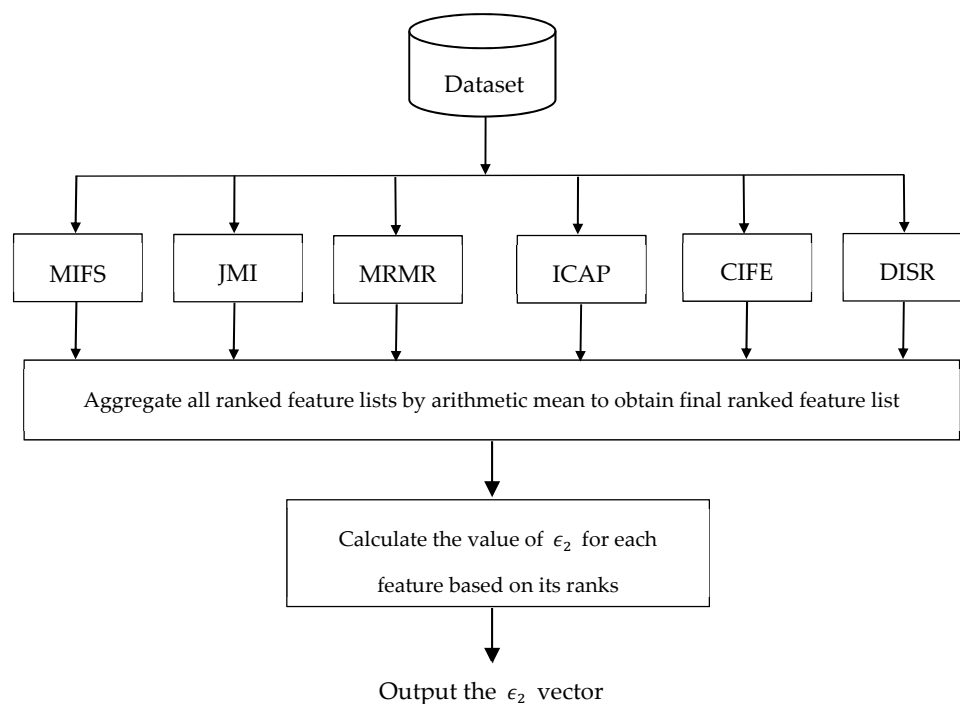 Dataset
MIFS
JMI
MRMR
ICAP
CIFE
DISR
Aggregate all ranked feature lists by arithmetic mean to obtain final ranked feature list
Calculate the value of ϵ₂ for each
feature based on its ranks
Output the ϵ₂ vector